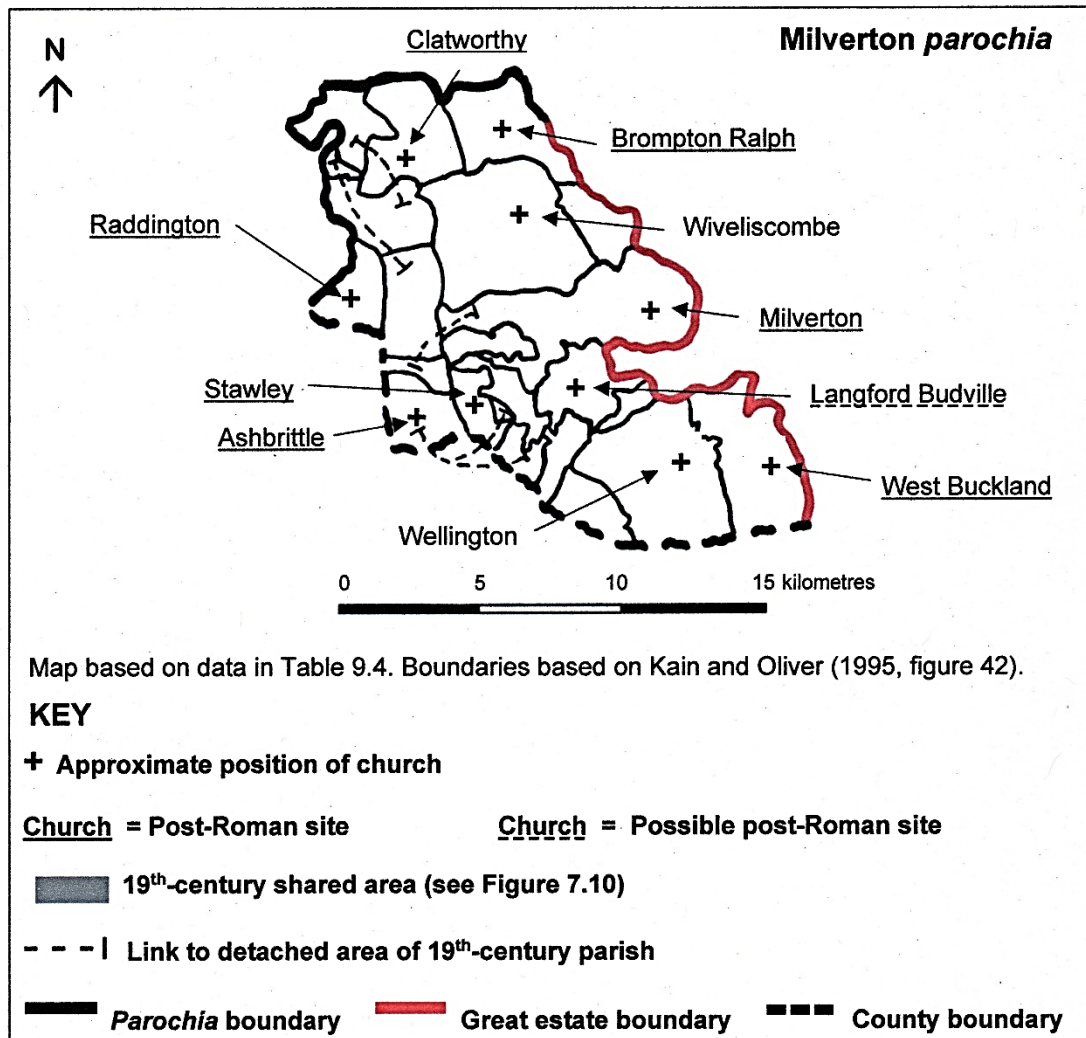 Milverton parochia
N
Clatworthy
Brompton Ralph
Raddington
Wiveliscombe
Milverton
Stawley
Langford Budville
Ashbrittle
West Buckland
Wellington
0 5 10 15 kilometres
Map based on data in Table 9.4. Boundaries based on Kain and Oliver (1995, figure 42).
KEY
+ Approximate position of church
Church = Post-Roman site Church = Possible post-Roman site
19th-century shared area (see Figure 7.10)
Link to detached area of 19th-century parish
Parochia boundary Great estate boundary County boundary